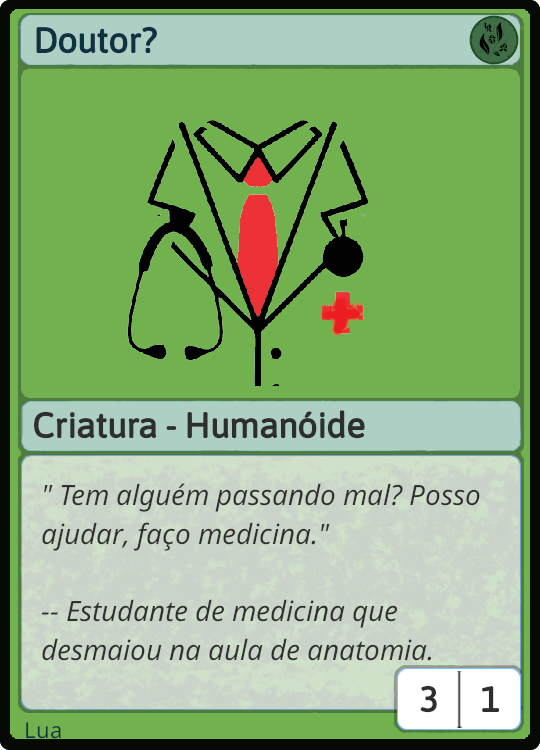 Doutor?
Criatura - Humanóide
" Tem alguém passando mal? Posso
ajudar, faço medicina."
-- Estudante de medicina que
desmaiou na aula de anatomia.
3 1
Lua